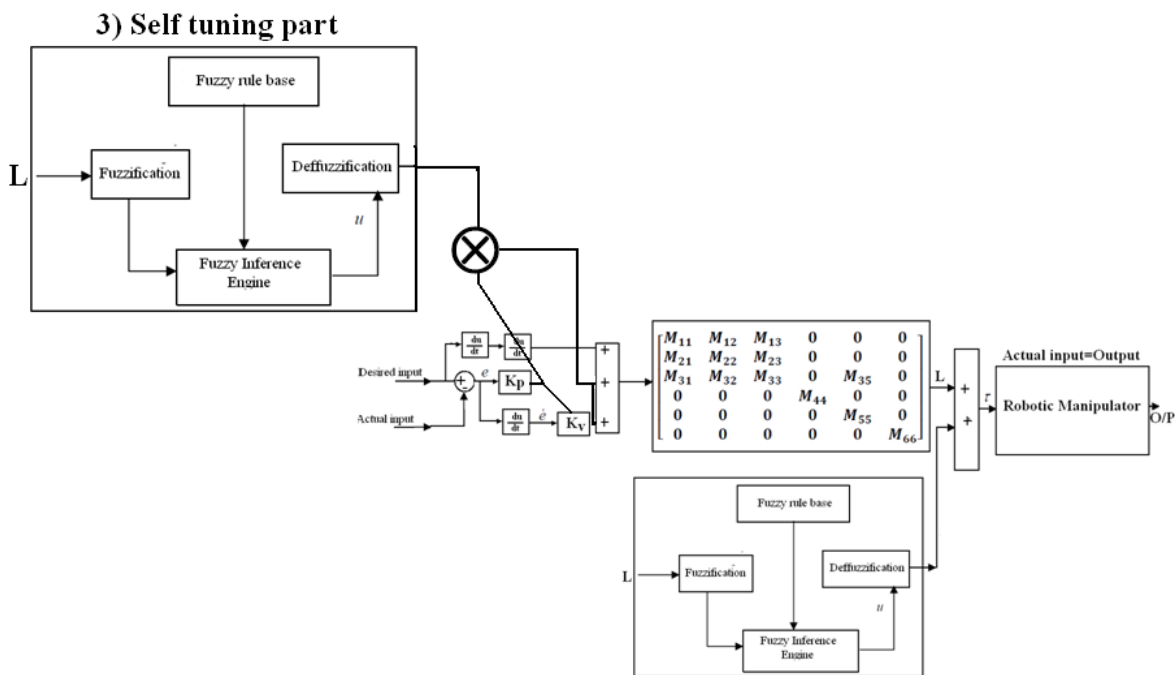 3) Self tuning part
Fuzzy rule base
L
Fuzzification
Deffuzzification
u
Fuzzy Inference
Engine
du
dt
du
dt
Desired input
e
Kp
Actual input
du
dt
ė
Kv
+
+
+
M11 M12 M13 0 0 0
M21 M22 M23 0 0 0
M31 M32 M33 0 M35 0
0 0 0 M44 0 0
0 0 0 0 M55 0
0 0 0 0 0 M66
L
+
+
τ
Actual input=Output
Robotic Manipulator
O/P
Fuzzy rule base
L
Fuzzification
Deffuzzification
u
Fuzzy Inference
Engine